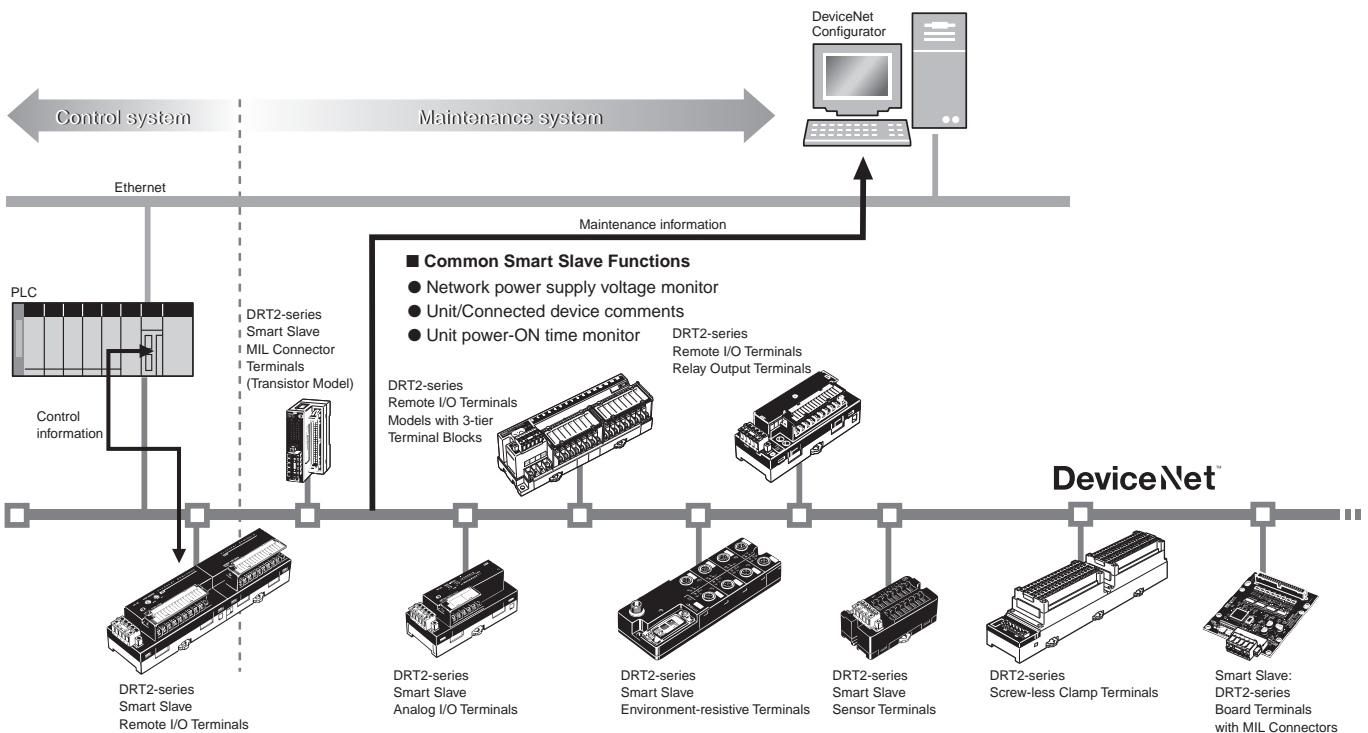 DeviceNet
Configurator
Control system
Maintenance system
Ethernet
Maintenance information
■ Common Smart Slave Functions
● Network power supply voltage monitor
● Unit/Connected device comments
● Unit power-ON time monitor
PLC
DRT2-series
Smart Slave
MIL Connector
Terminals
(Transistor Model)
DRT2-series
Remote I/O Terminals
Relay Output Terminals
DRT2-series
Remote I/O Terminals
Models with 3-tier
Terminal Blocks
Control
information
DeviceNet™
DRT2-series
Smart Slave
Remote I/O Terminals
DRT2-series
Smart Slave
Analog I/O Terminals
DRT2-series
Smart Slave
Environment-resistive Terminals
DRT2-series
Smart Slave
Sensor Terminals
DRT2-series
Screw-less Clamp Terminals
Smart Slave:
DRT2-series
Board Terminals
with MIL Connectors